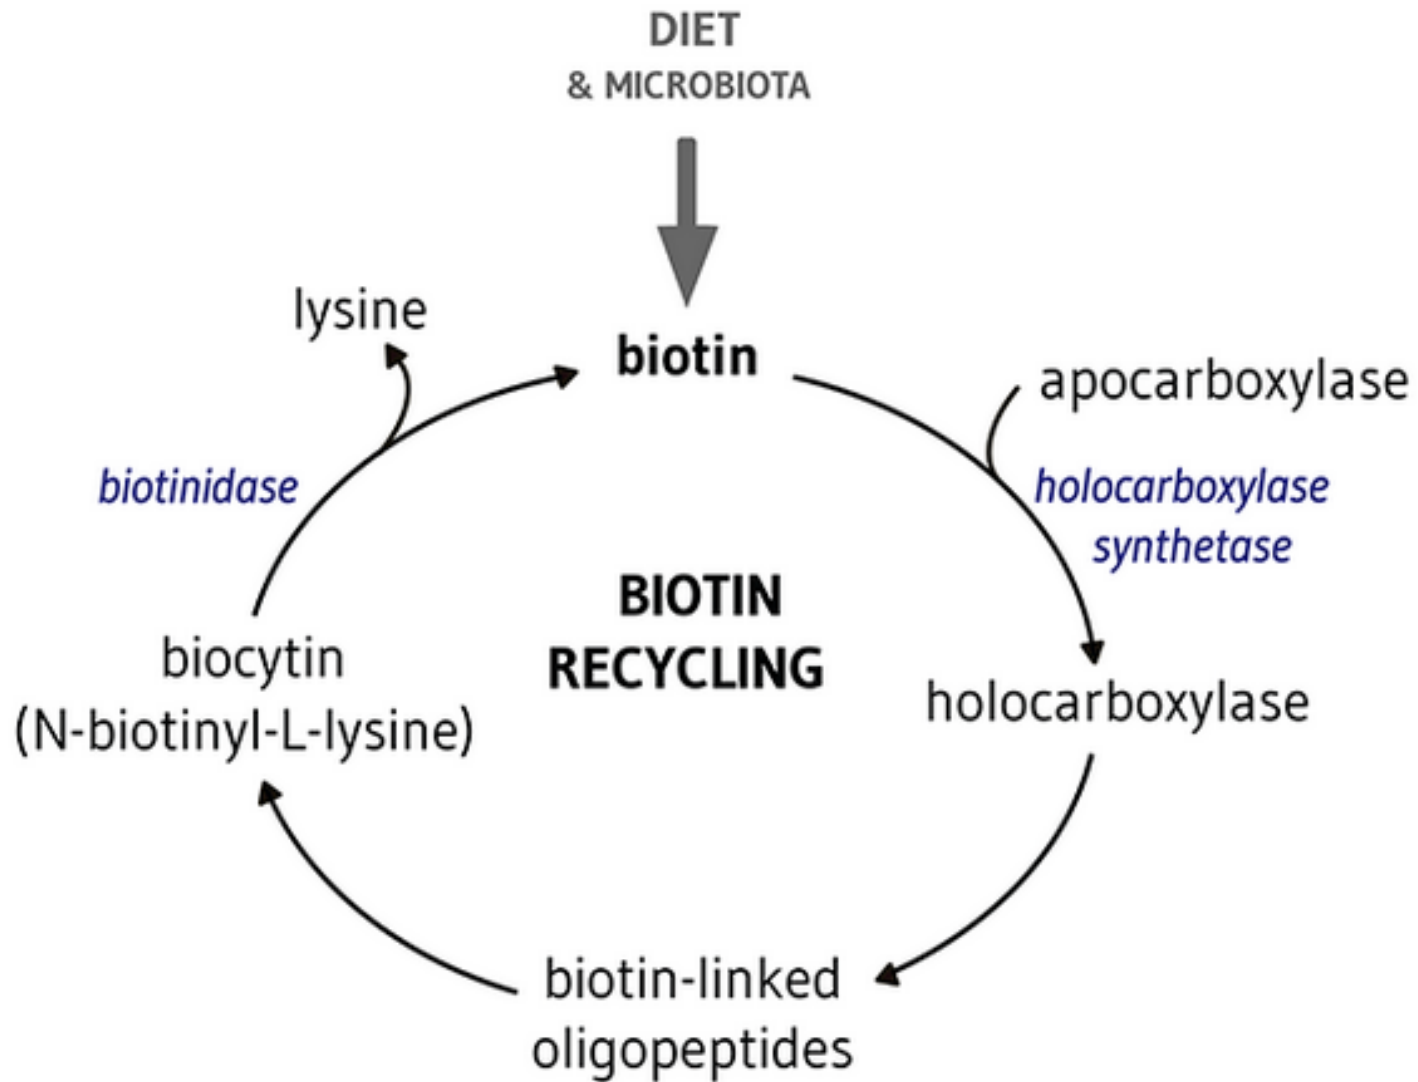 DIET
& MICROBIOTA
lysine
biotin
apocarboxylase
biotinidase
holocarboxylase
synthetase
BIOTIN
RECYCLING
biocytin
(N-biotinyl-L-lysine)
holocarboxylase
biotin-linked
oligopeptides